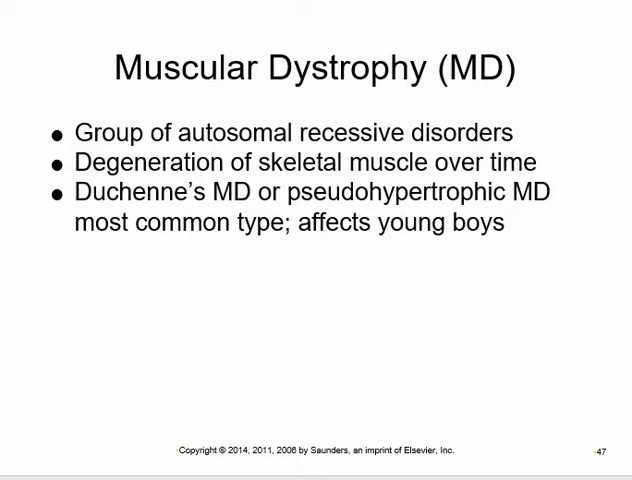 Muscular Dystrophy (MD)
● Group of autosomal recessive disorders
● Degeneration of skeletal muscle over time
● Duchenne's MD or pseudohypertrophic MD
most common type; affects young boys
Copyright © 2014, 2011, 2006 by Saunders, an imprint of Elsevier, Inc.
47